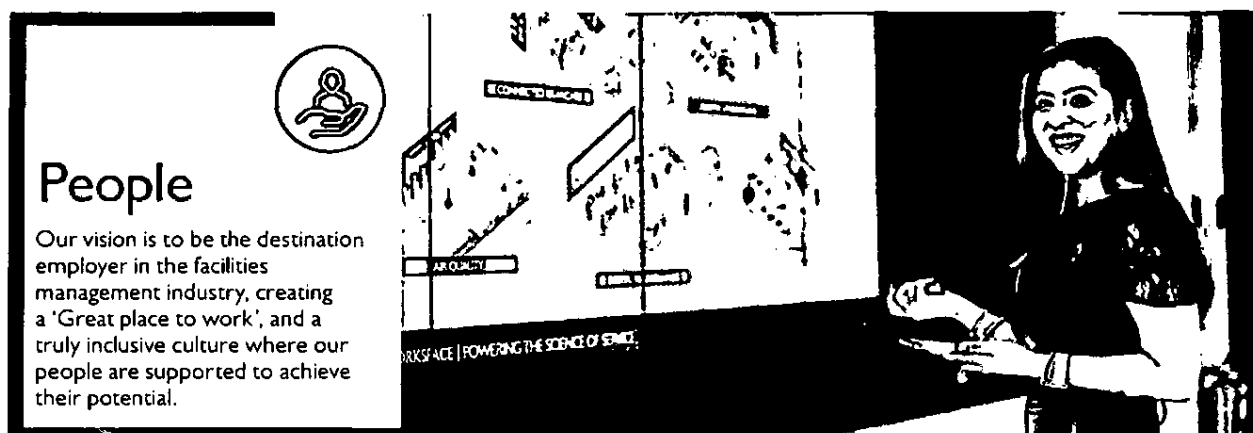 People
Our vision is to be the destination
employer in the facilities
management industry, creating
a ‘Great place to work’, and a
truly inclusive culture where our
people are supported to achieve
their potential.
AIR QUALITY
RKSPACE | POWERING THE SCIENCE OF SERVICE